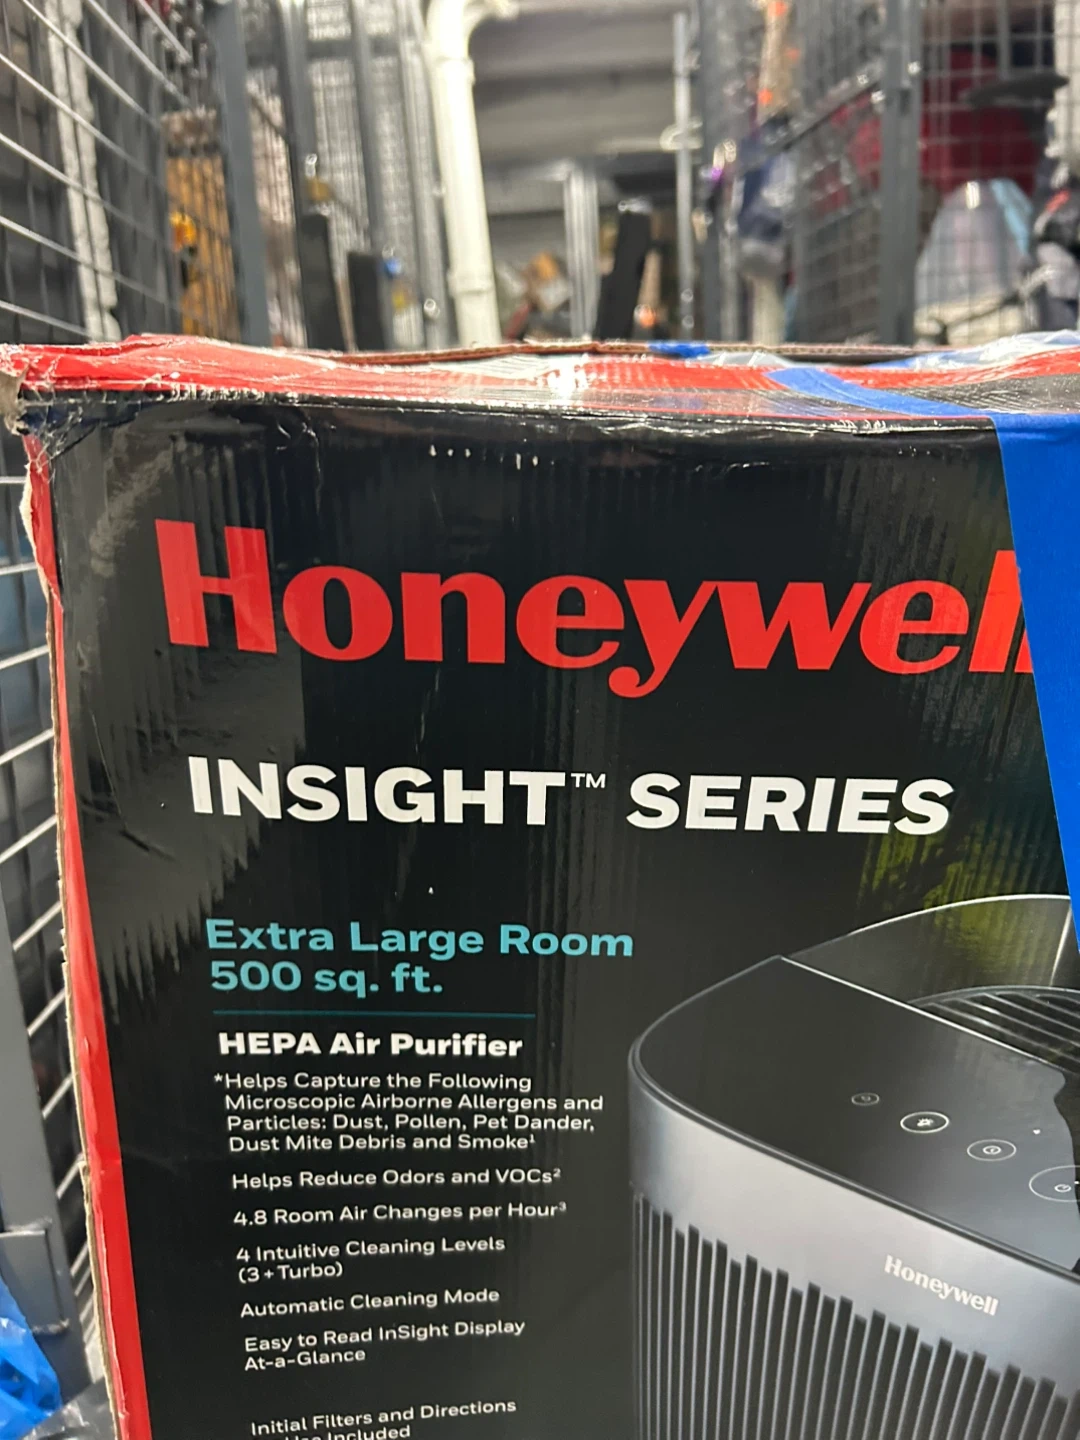 Honeywell
INSIGHT™ SERIES
Extra Large Room
500 sq. ft.
HEPA Air Purifier
*Helps Capture the Following
Microscopic Airborne Allergens and
Particles: Dust, Pollen, Pet Dander,
Dust Mite Debris and Smoke¹
Helps Reduce Odors and VOCs²
4.8 Room Air Changes per Hour³
4 Intuitive Cleaning Levels
(3+Turbo)
Automatic Cleaning Mode
Easy to Read InSight Display
At-a-Glance
Initial Filters and Directions
Use Included
Honeywell